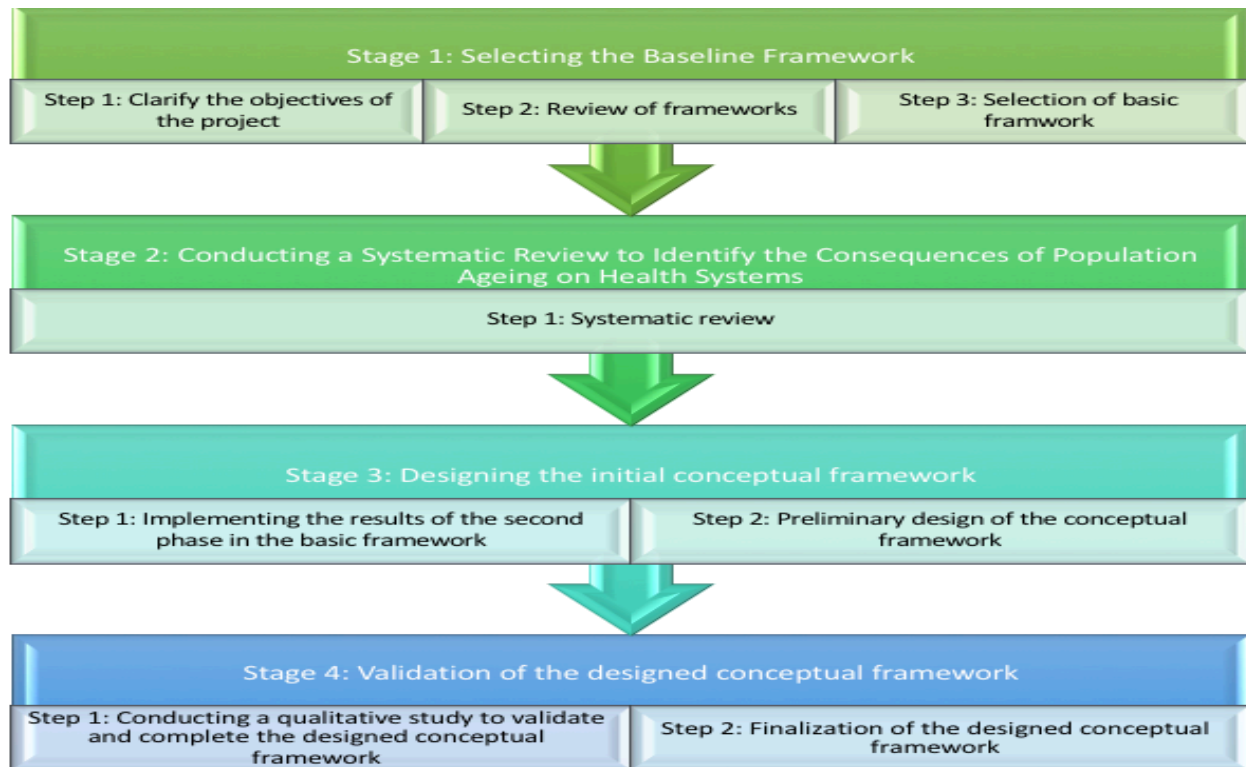 Stage 1: Selecting the Baseline Framework
Step 1: Clarify the objectives of
the project
Step 2: Review of frameworks
Step 3: Selection of basic
framwork
Stage 2: Conducting a Systematic Review to Identify the Consequences of Population
Ageing on Health Systems
Step 1: Systematic review
Stage 3: Designing the initial conceptual framework
Step 1: Implementing the results of the second
phase in the basic framework
Step 2: Preliminary design of the conceptual
framework
Stage 4: Validation of the designed conceptual framework
Step 1: Conducting a qualitative study to validate
and complete the designed conceptual
framework
Step 2: Finalization of the designed conceptual
framework